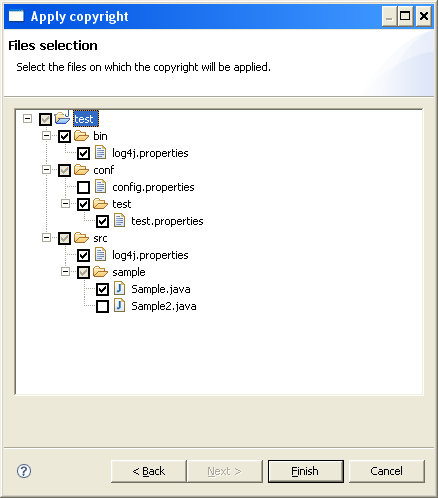 Apply copyright
Files selection
Select the files on which the copyright will be applied.
test
bin
log4j.properties
conf
config.properties
test
test.properties
src
log4j.properties
sample
Sample.java
Sample2.java
? < Back Next > Finish Cancel